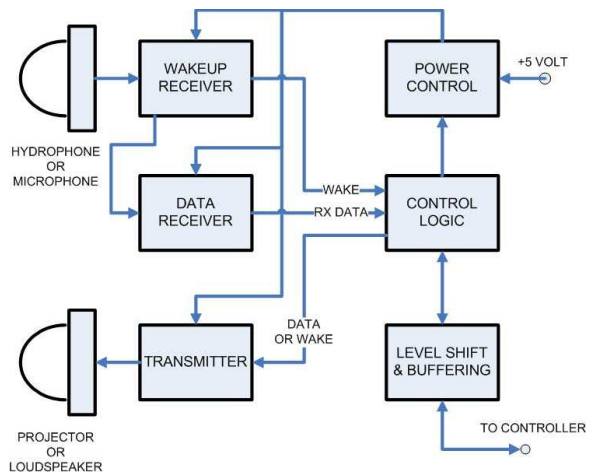 WAKEUP
RECEIVER
POWER
CONTROL
+5 VOLT
HYDROPHONE
OR
MICROPHONE
DATA
RECEIVER
WAKE
RX DATA
CONTROL
LOGIC
TRANSMITTER
DATA
OR WAKE
LEVEL SHIFT
& BUFFERING
PROJECTOR
OR
LOUDSPEAKER
TO CONTROLLER